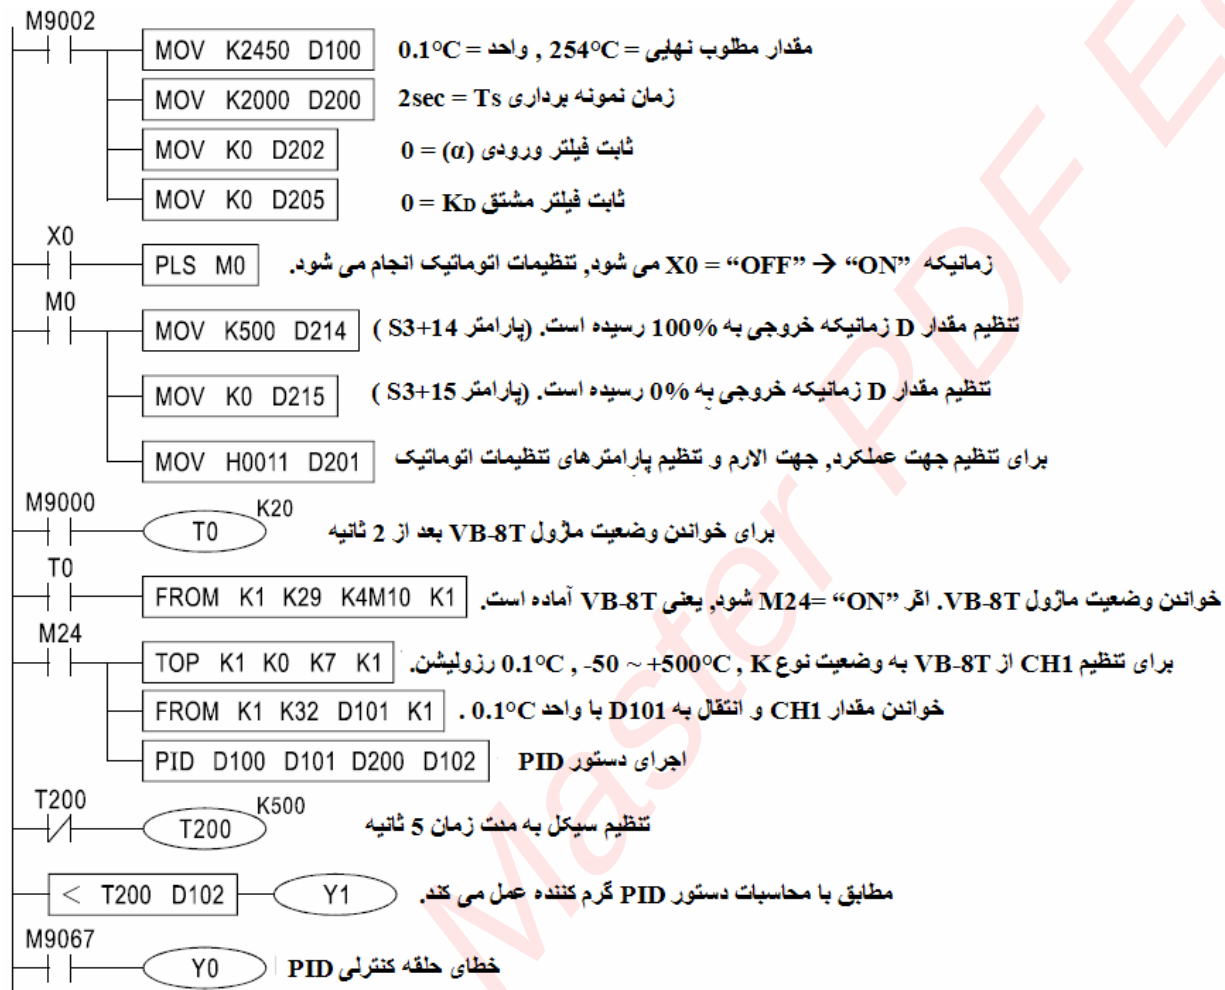 M9002
MOV K2450 D100 مقدار مطلوب نهایی = 254°C , واحد = 0.1°C
MOV K2000 D200 زمان نمونه برداری 2sec = Ts
MOV K0 D202 ثابت فیلتر ورودی (α) = 0
MOV K0 D205 ثابت فیلتر مشتق KD = 0
X0
PLS M0 زمانیکه X0 = “OFF” → “ON” می شود, تنظیمات اتوماتیک انجام می شود.
M0
MOV K500 D214 تنظیم مقدار D زمانیکه خروجی به 100% رسیده است. (پارامتر S3+14 )
MOV K0 D215 تنظیم مقدار D زمانیکه خروجی به 0% رسیده است. (پارامتر S3+15 )
MOV H0011 D201 برای تنظیم جهت عملکرد, جهت الارم و تنظیم پارامترهای تنظیمات اتوماتیک
M9000
T0 K20 برای خواندن وضعیت ماژول VB-8T بعد از 2 ثانیه
T0
FROM K1 K29 K4M10 K1 خواندن وضعیت ماژول VB-8T. اگر M24= “ON” شود, یعنی VB-8T آماده است.
M24
TOP K1 K0 K7 K1 برای تنظیم CH1 از VB-8T به وضعیت نوع K , -50 ~ +500°C , 0.1°C رزولیشن.
FROM K1 K32 D101 K1 خواندن مقدار CH1 و انتقال به D101 با واحد 0.1°C .
PID D100 D101 D200 D102 اجرای دستور PID
T200
T200 K500 تنظیم سیکل به مدت زمان 5 ثانیه
< T200 D102 Y1 مطابق با محاسبات دستور PID گرم کننده عمل می کند.
M9067
Y0 خطای حلقه کنترلی PID
Master PDF E